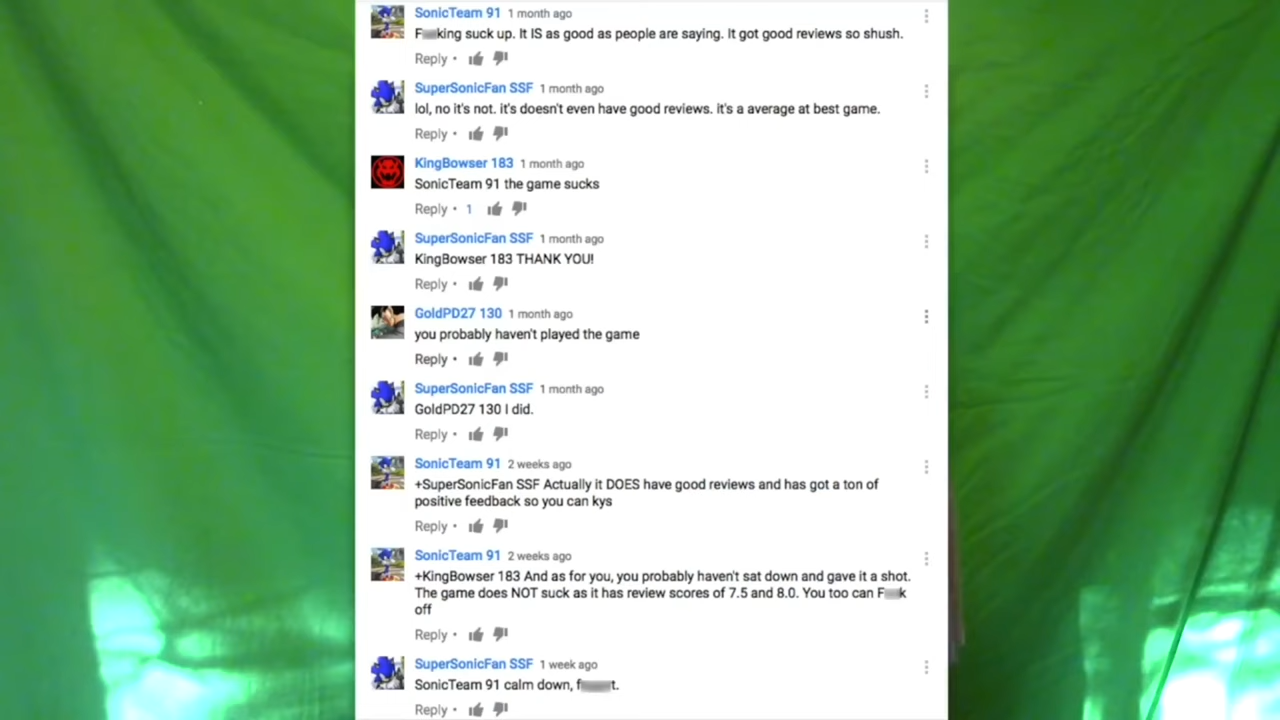 SonicTeam 91 1 month ago
F king suck up. It IS as good as people are saying. It got good reviews so shush.
Reply •
SuperSonicFan SSF 1 month ago
lol, no it's not. it's doesn't even have good reviews. it's a average at best game.
Reply •
KingBowser 183 1 month ago
SonicTeam 91 the game sucks
Reply • 1
SuperSonicFan SSF 1 month ago
KingBowser 183 THANK YOU!
Reply •
GoldPD27 130 1 month ago
you probably haven't played the game
Reply •
SuperSonicFan SSF 1 month ago
GoldPD27 130 I did.
Reply •
SonicTeam 91 2 weeks ago
+SuperSonicFan SSF Actually it DOES have good reviews and has got a ton of
positive feedback so you can kys
Reply •
SonicTeam 91 2 weeks ago
+KingBowser 183 And as for you, you probably haven't sat down and gave it a shot.
The game does NOT suck as it has review scores of 7.5 and 8.0. You too can F k
off
Reply •
SuperSonicFan SSF 1 week ago
SonicTeam 91 calm down, f t.
Reply •